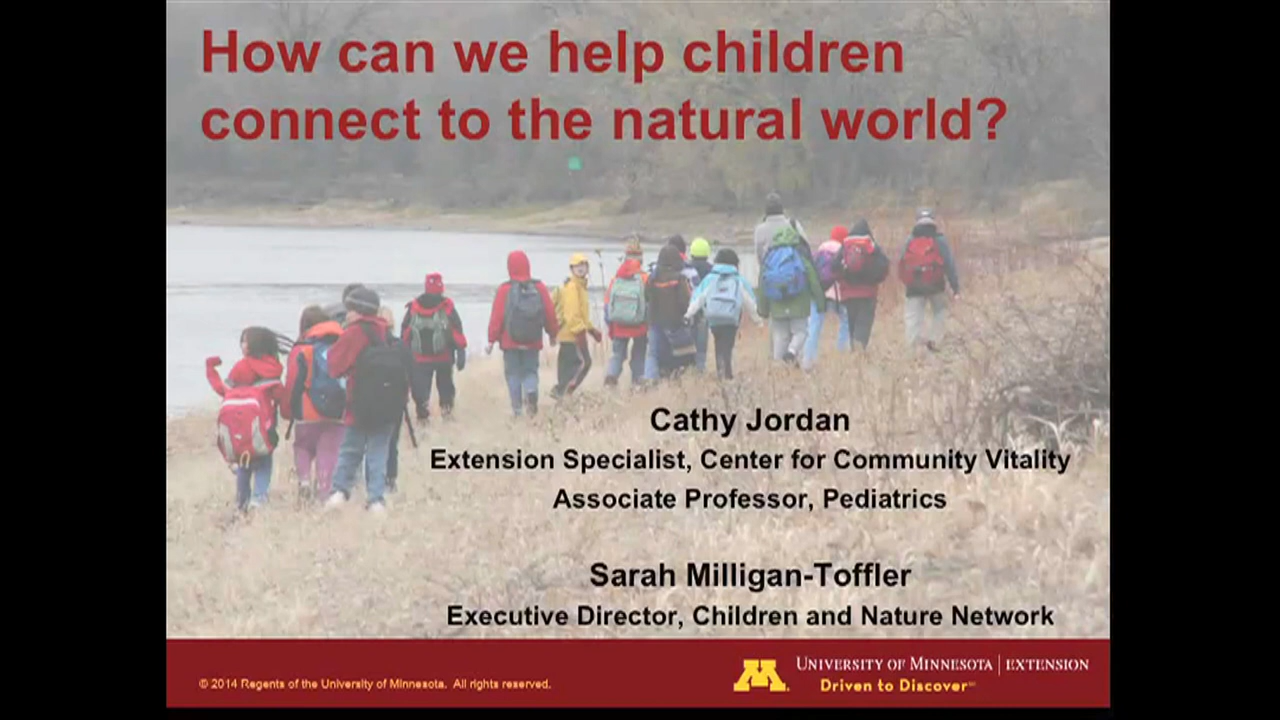 How can we help children
connect to the natural world?
Cathy Jordan
Extension Specialist, Center for Community Vitality
Associate Professor, Pediatrics
Sarah Milligan-Toffler
Executive Director, Children and Nature Network
© 2014 Regents of the University of Minnesota. All rights reserved.
M
UNIVERSITY OF MINNESOTA | EXTENSION
Driven to Discover℠